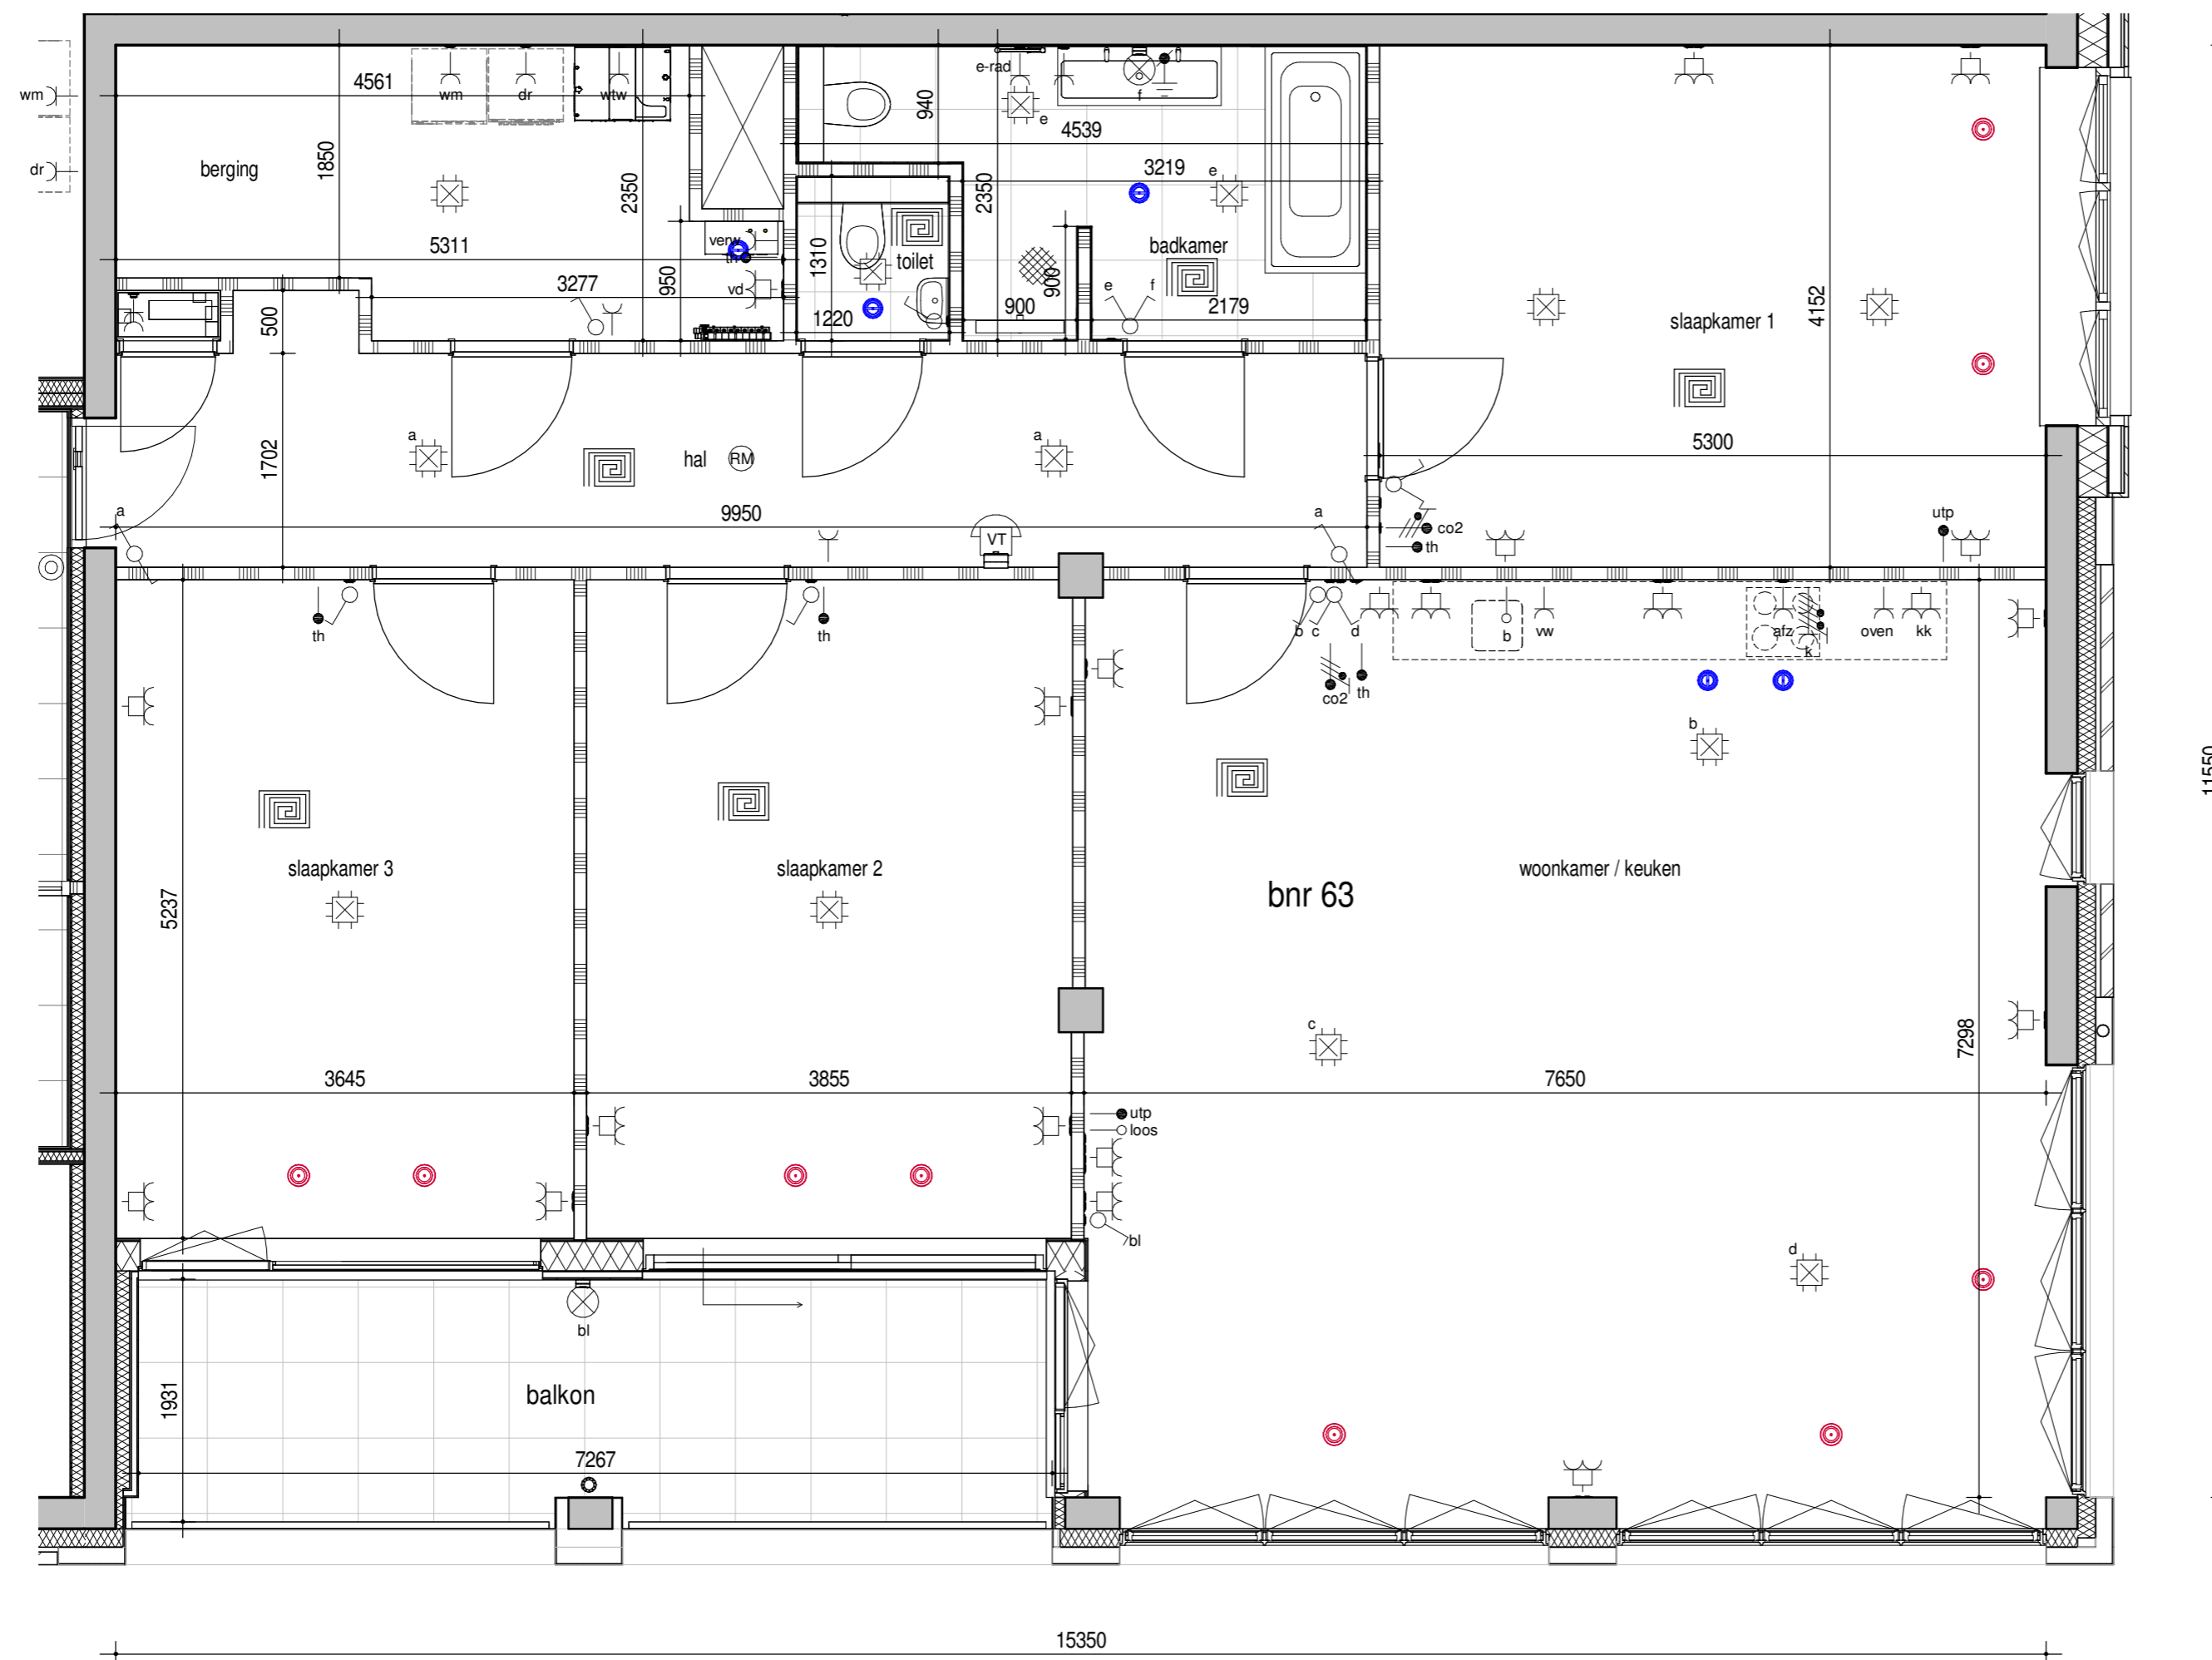 wm
4561
wm
dr
wtw
940
e-rad
e
f
4539
berging
1850
2350
2350
3219
e
dr
5311
verw
th
1310
toilet
badkamer
900
950
vd
3277
e
f
1220
900
2179
500
slaapkamer 1
4152
a
a
1702
hal
RM
5300
a
9950
a
VT
co2
th
utp
th
th
b
c
d
b
vw
afz
k
oven
kk
co2
th
b
11550
slaapkamer 3
slaapkamer 2
woonkamer / keuken
bnr 63
5237
c
7298
3645
3855
7650
utp
loos
bl
d
bl
balkon
1931
7267
15350